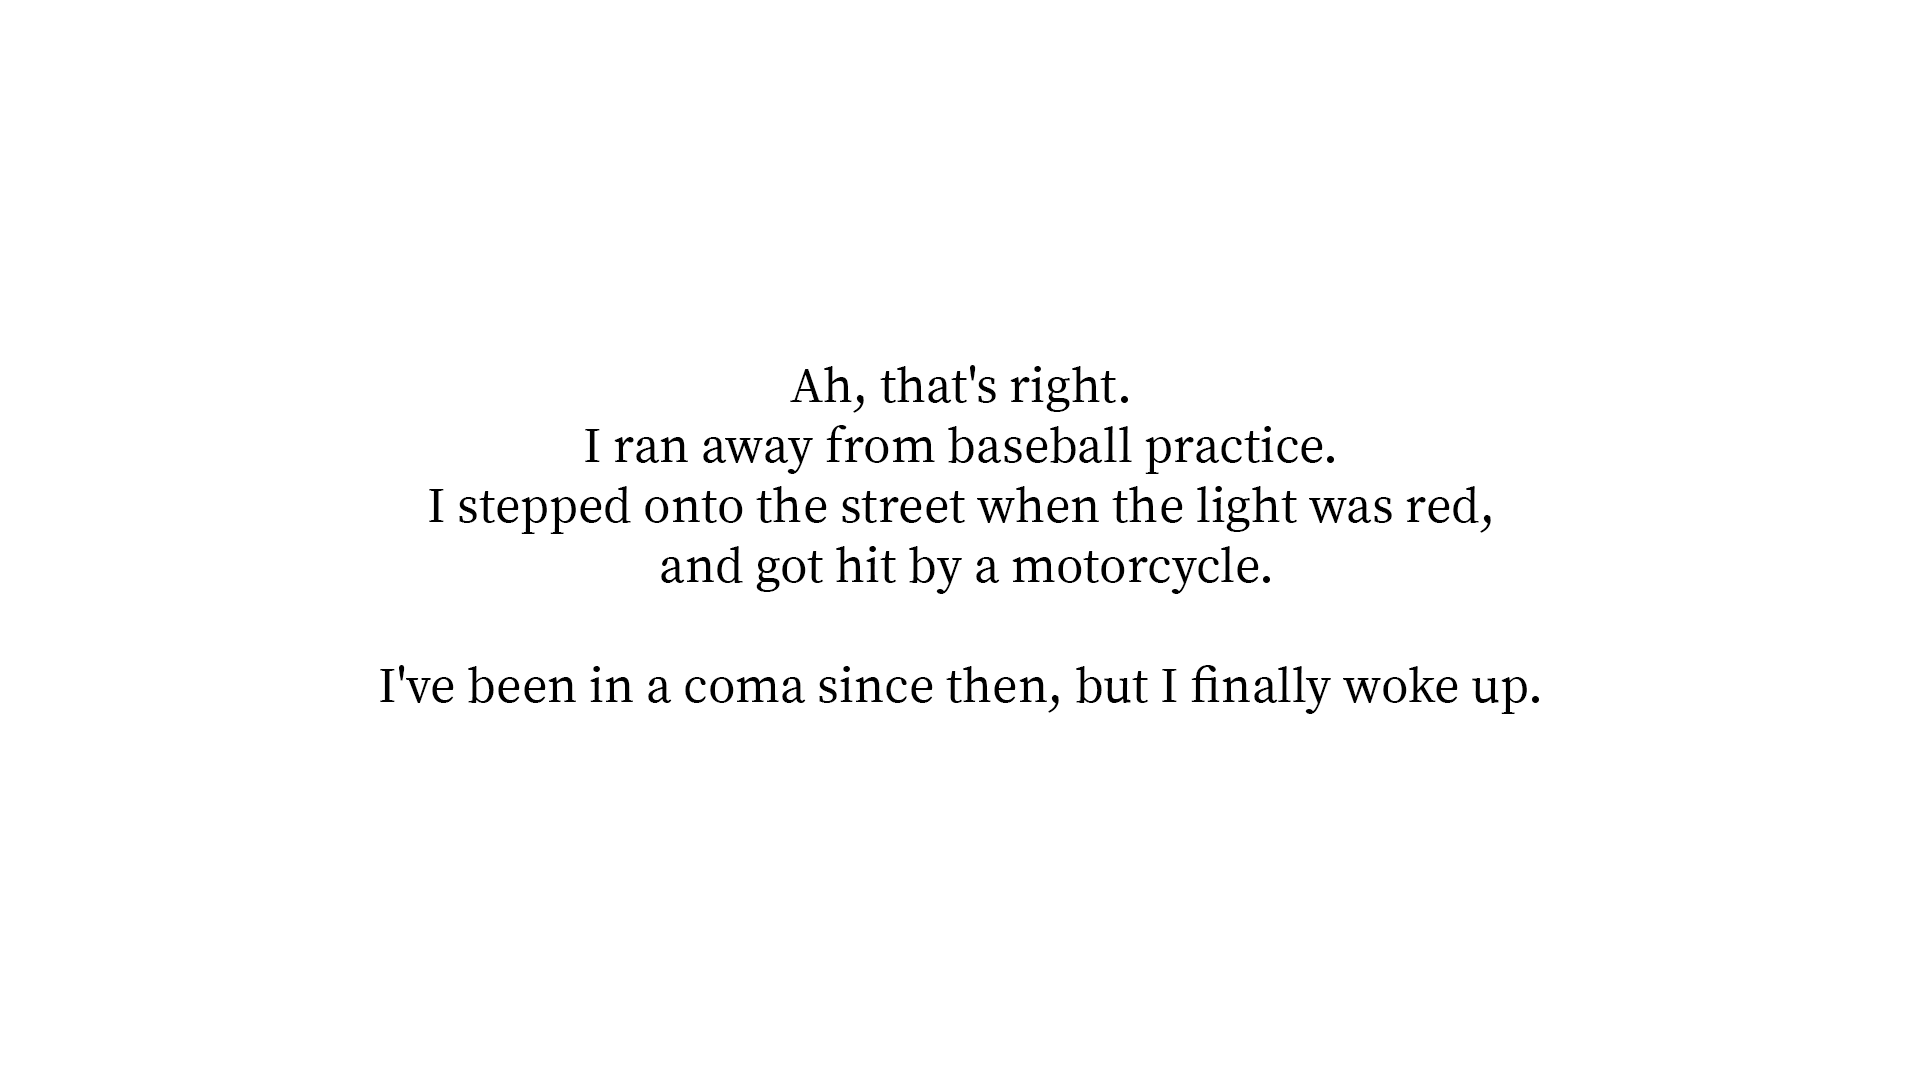 Ah, that's right.
I ran away from baseball practice.
I stepped onto the street when the light was red,
and got hit by a motorcycle.
I've been in a coma since then, but I finally woke up.